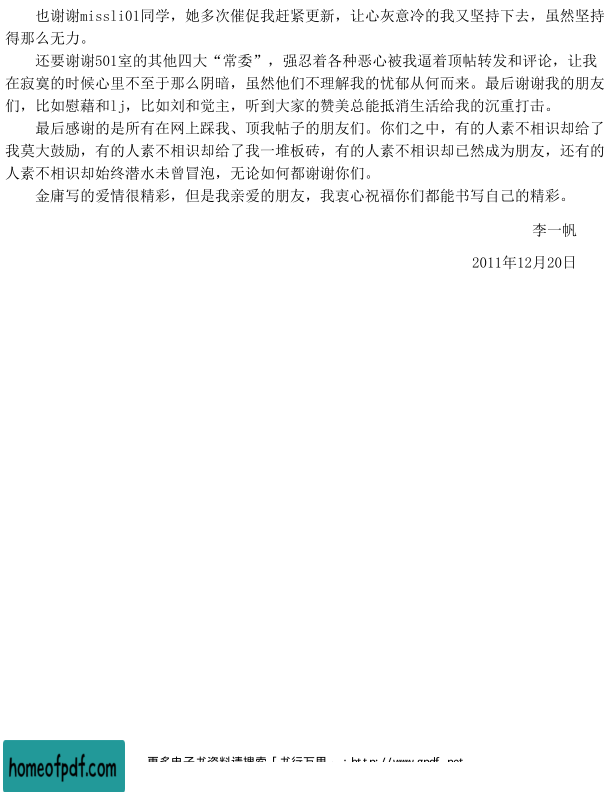 也谢谢missli01同学，她多次催促我赶紧更新，让心灰意冷的我又坚持下去，虽然坚持
得那么无力。
还要谢谢501室的其他四大“常委”，强忍着各种恶心被我逼着顶帖转发和评论，让我
在寂寞的时候心里不至于那么阴暗，虽然他们不理解我的忧郁从何而来。最后谢谢我的朋友
们，比如慰藉和lj，比如刘和觉主，听到大家的赞美总能抵消生活给我的沉重打击。
最后感谢的是所有在网上踩我、顶我帖子的朋友们。你们之中，有的人素不相识却给了
我莫大鼓励，有的人素不相识却给了我一堆板砖，有的人素不相识却已然成为朋友，还有的
人素不相识却始终潜水未曾冒泡，无论如何都谢谢你们。
金庸写的爱情很精彩，但是我亲爱的朋友，我衷心祝福你们都能书写自己的精彩。
李一帆
2011年12月20日
homeofpdf.com
更多电子书资料请搜索「书行万里